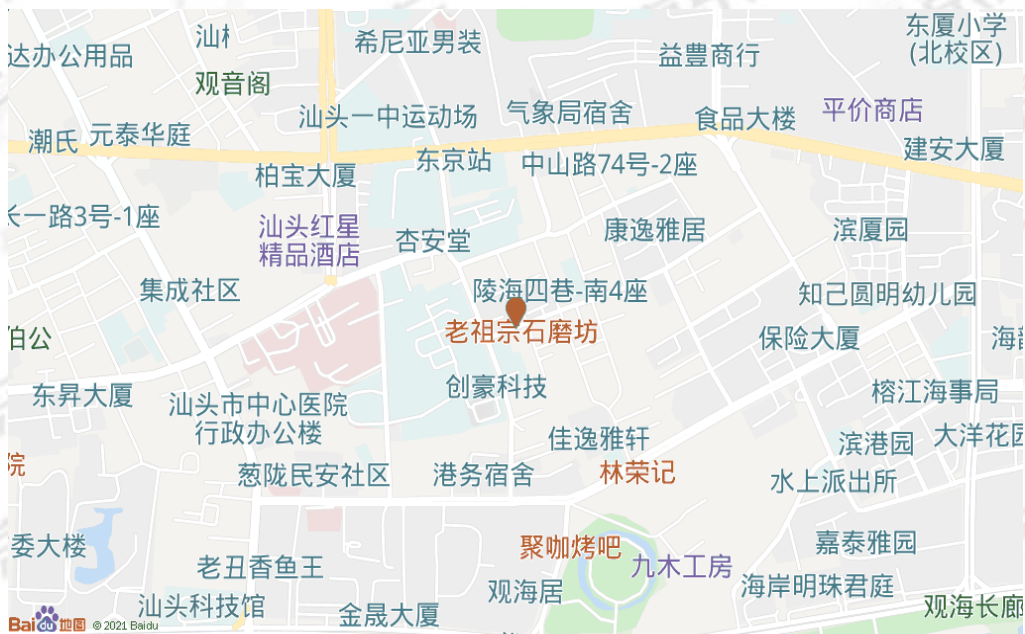 东厦小学
(北校区)
希尼亚男装
益豊商行
达办公用品
观音阁
平价商店
汕头一中运动场
气象局宿舍
食品大楼
潮氏
元泰华庭
建安大厦
东京站
中山路74号-2座
柏宝大厦
长一路3号-1座
汕头红星
精品酒店
杏安堂
康逸雅居
滨厦园
集成社区
陵海四巷-南4座
知己圆明幼儿园
伯公
老祖宗石磨坊
保险大厦
东昇大厦
创豪科技
榕江海事局
汕头市中心医院
行政办公楼
佳逸雅轩
滨港园
大洋花园
院
葱陇民安社区
港务宿舍
林荣记
水上派出所
委大楼
聚咖烤吧
嘉泰雅园
老丑香鱼王
九木工房
观海居
海岸明珠君庭
汕头科技馆
金晟大厦
观海长廊
Bai地图 © 2021 Baidu